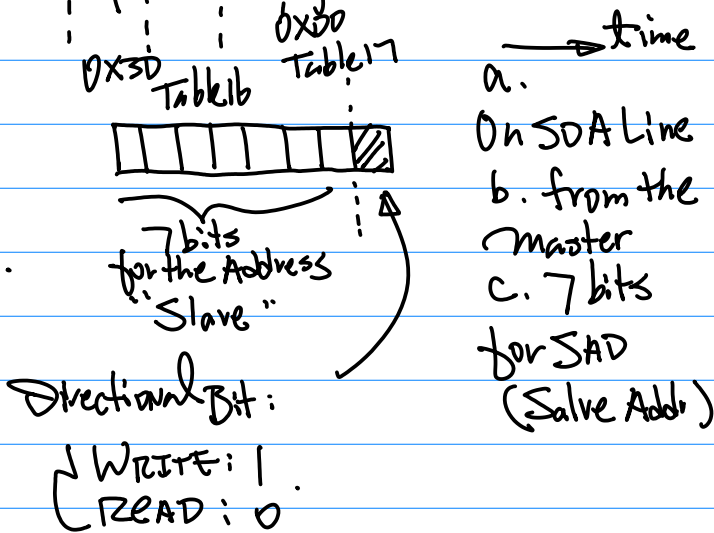 0X30
0X3D
Table17
Table16
time
a.
On SDA Line
b. from the
master
c. 7 bits
for SAD
(Salve Addr)
7 bits
for the Address
"Slave"
Directional Bit:
WRITE: 1
READ: 0